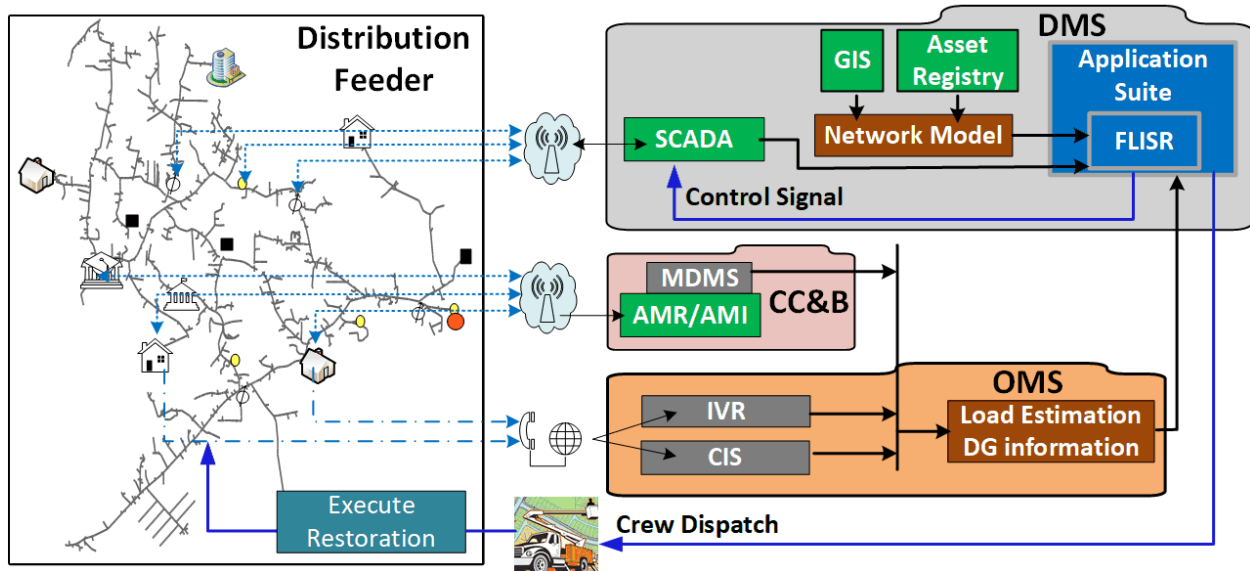 Distribution
Feeder
DMS
GIS
Asset
Registry
Application
Suite
SCADA
Network Model
FLISR
Control Signal
MDMS
AMR/AMI
CC&B
OMS
IVR
CIS
Load Estimation
DG information
Execute
Restoration
Crew Dispatch